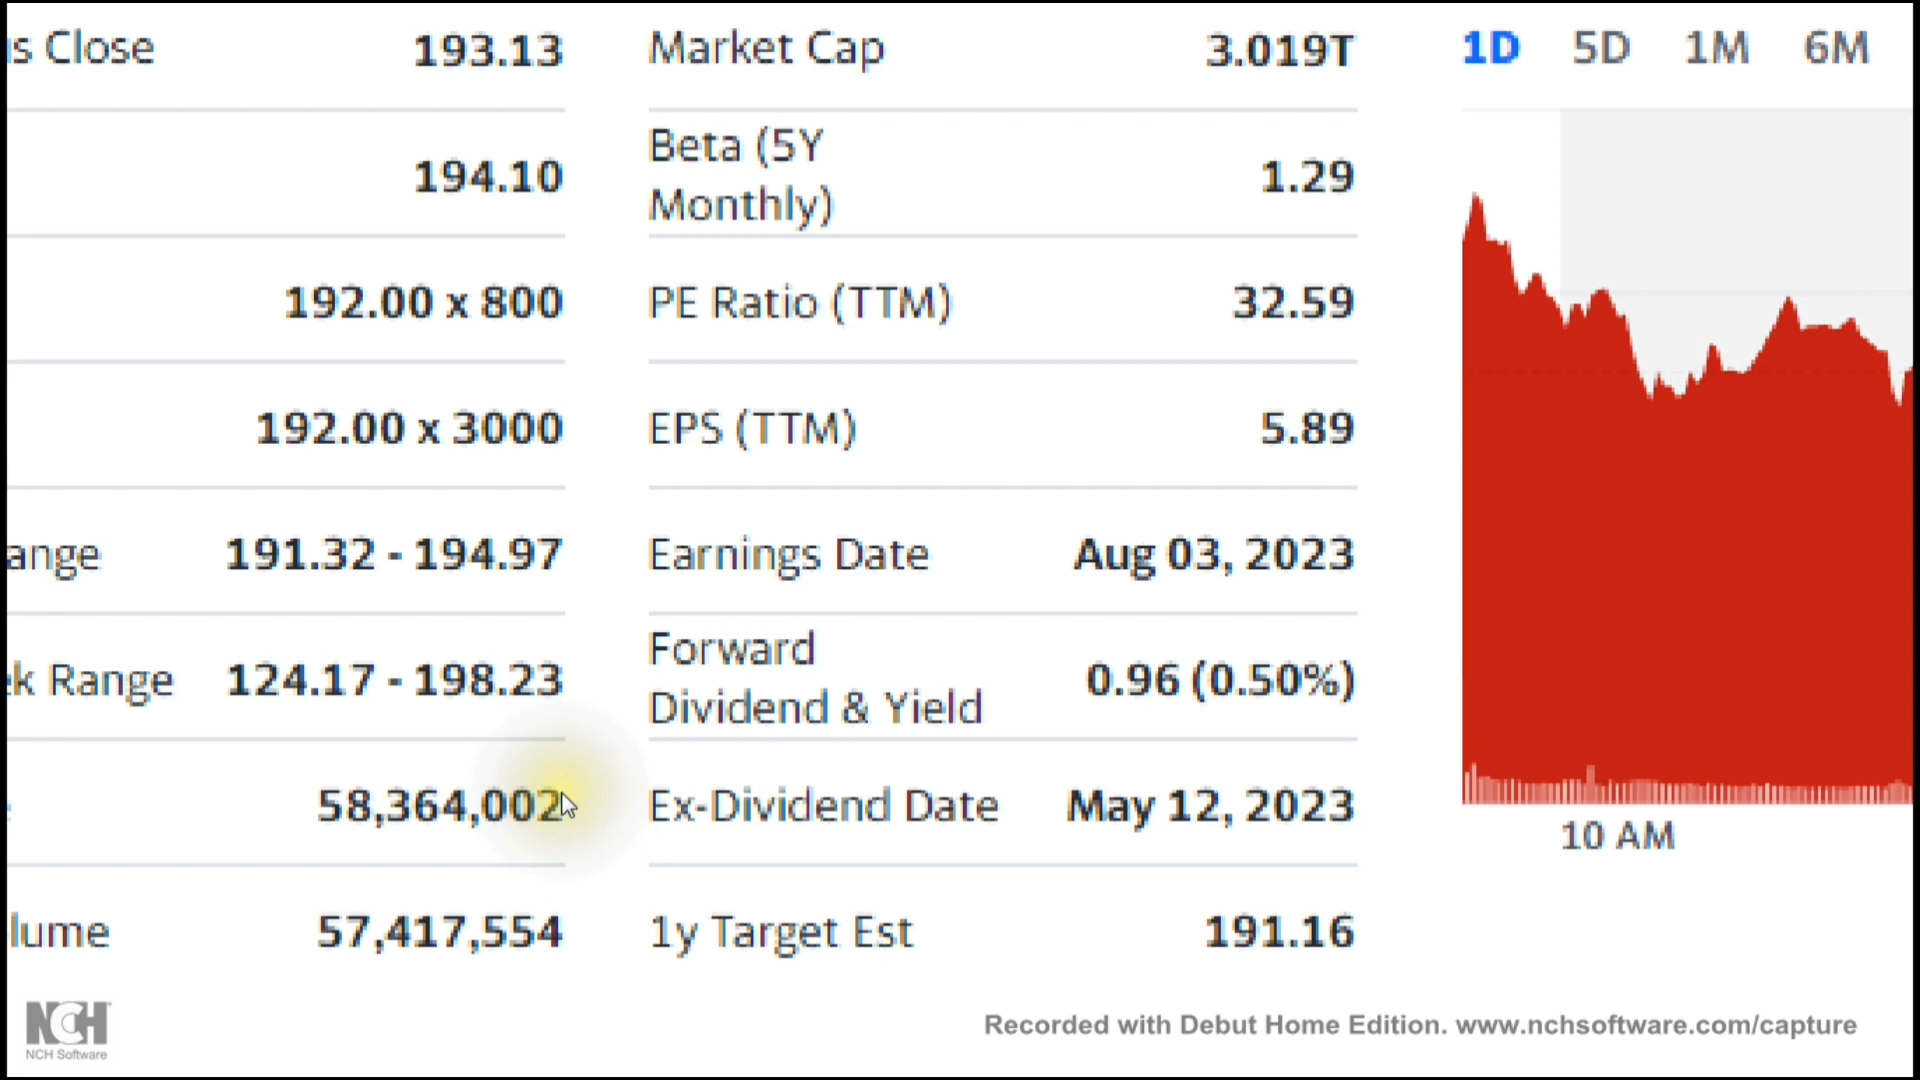 s Close 193.13 Market Cap 3.019T 1D 5D 1M 6M
Beta (5Y
194.10 Monthly) 1.29
192.00 x 800 PE Ratio (TTM) 32.59
192.00 x 3000 EPS (TTM) 5.89
ange 191.32 - 194.97 Earnings Date Aug 03, 2023
Forward
k Range 124.17 - 198.23 Dividend & Yield 0.96 (0.50%)
58,364,002 Ex-Dividend Date May 12, 2023
10 AM
lume 57,417,554 1y Target Est 191.16
NCH
NCH Software
Recorded with Debut Home Edition. www.nchsoftware.com/capture